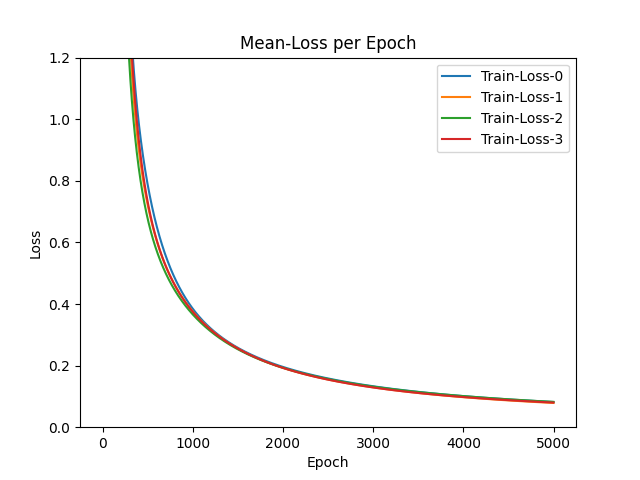 Mean-Loss per Epoch
1.2
1.0
0.8
0.6
0.4
0.2
0.0
Loss
Train-Loss-0
Train-Loss-1
Train-Loss-2
Train-Loss-3
0 1000 2000 3000 4000 5000
Epoch